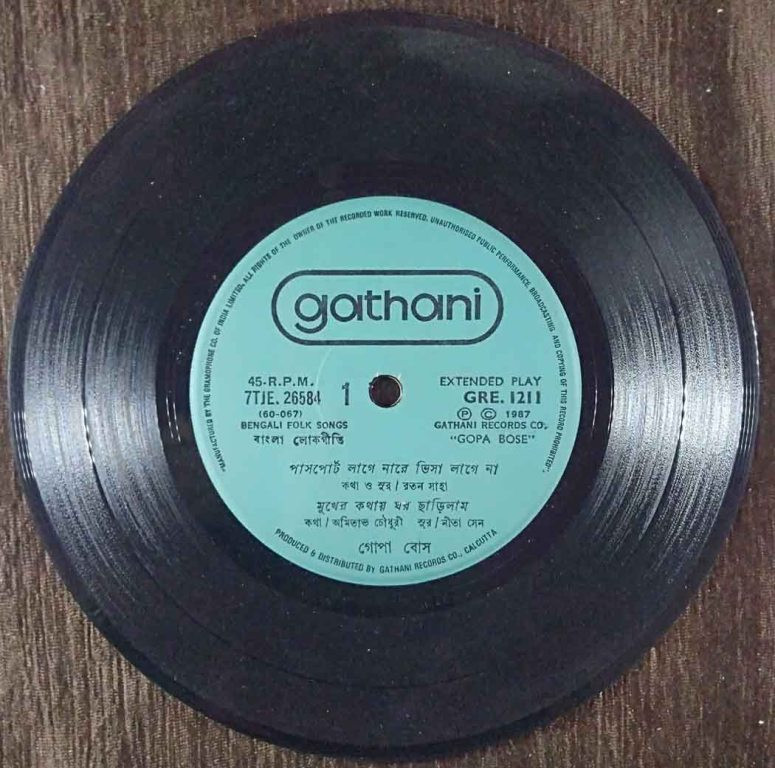 "MANUFACTURED BY THE GRAMOPHONE CO. OF INDIA LIMITED. ALL RIGHTS OF THE OWNER OF THE RECORDED WORK RESERVED. UNAUTHORISED PUBLIC PERFORMANCE, BROADCASTING AND COPYING OF THIS RECORD PROHIBITED".
gathani
45-R.P.M.
7TJE. 26584
1
(60-067)
BENGALI FOLK SONGS
বাংলা লোকগীতি
EXTENDED PLAY
GRE. 1211
Ⓟ Ⓒ 1987
GATHANI RECORDS CO.
"GOPA BOSE"
পাসপোর্ট লাগে নারে ভিসা লাগে না
কথা ও সুর / রতন সাহা
মুখের কথায় ঘর ছাড়িলাম
কথা / অমিতাভ চৌধুরী সুর / নীতা সেন
গোপা বোস
PRODUCED & DISTRIBUTED BY GATHANI RECORDS CO., CALCUTTA